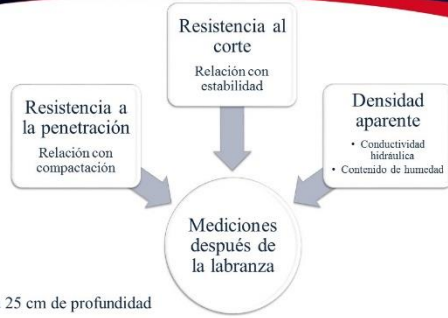 Resistencia al
corte
Relación con
estabilidad
Resistencia a
la penetración
Relación con
compactación
Densidad
aparente
• Conductividad
hidráulica
• Contenido de humedad
Mediciones
después de
la labranza
25 cm de profundidad